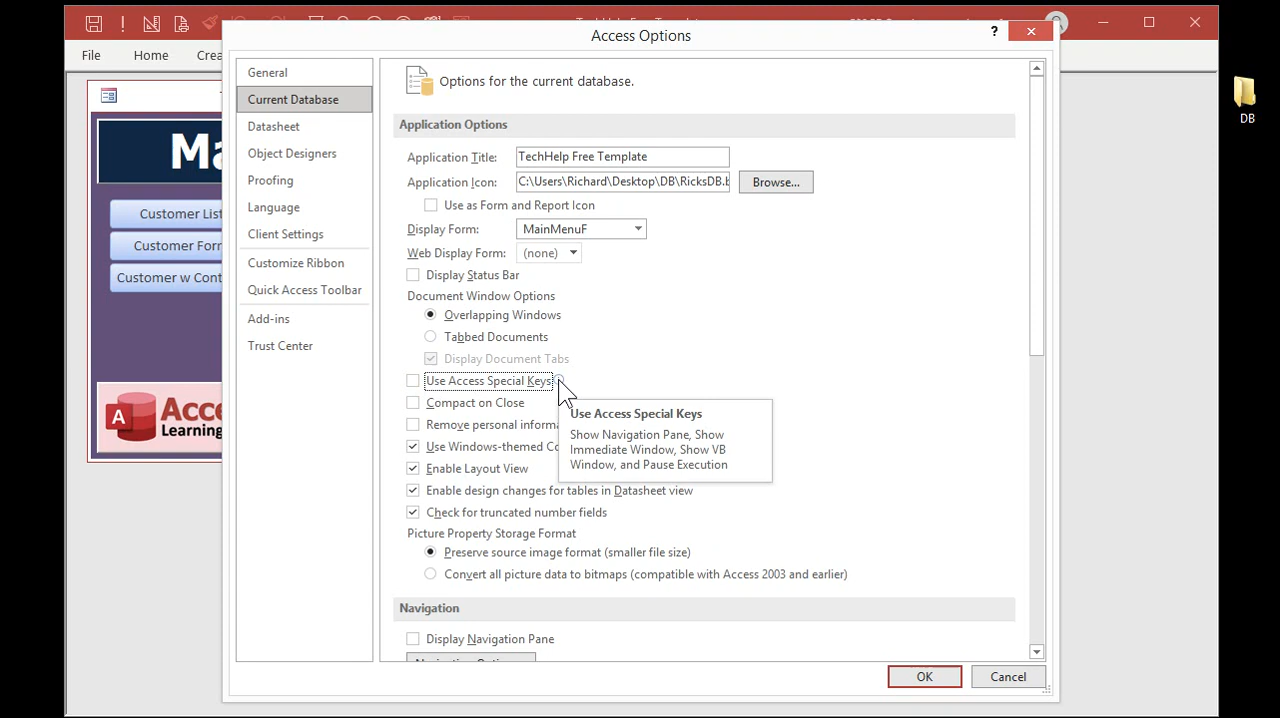 Access Options
?
File
Home
Crea
General
Current Database
Datasheet
Object Designers
Proofing
Language
Client Settings
Customize Ribbon
Quick Access Toolbar
Add-ins
Trust Center
Options for the current database.
Application Options
Application Title: TechHelp Free Template
Application Icon: C:\Users\Richard\Desktop\DB\RicksDB.b Browse...
Use as Form and Report Icon
Display Form: MainMenuF
Web Display Form: (none)
Display Status Bar
Document Window Options
Overlapping Windows
Tabbed Documents
Display Document Tabs
Use Access Special Keys
Compact on Close
Remove personal informa
Use Windows-themed Co
Enable Layout View
Enable design changes for tables in Datasheet view
Check for truncated number fields
Picture Property Storage Format
Preserve source image format (smaller file size)
Convert all picture data to bitmaps (compatible with Access 2003 and earlier)
Navigation
Display Navigation Pane
Use Access Special Keys
Show Navigation Pane, Show
Immediate Window, Show VB
Window, and Pause Execution
OK
Cancel
Ma
Customer List
Customer Forr
Customer w Cont
A
Acce
Learning
DB